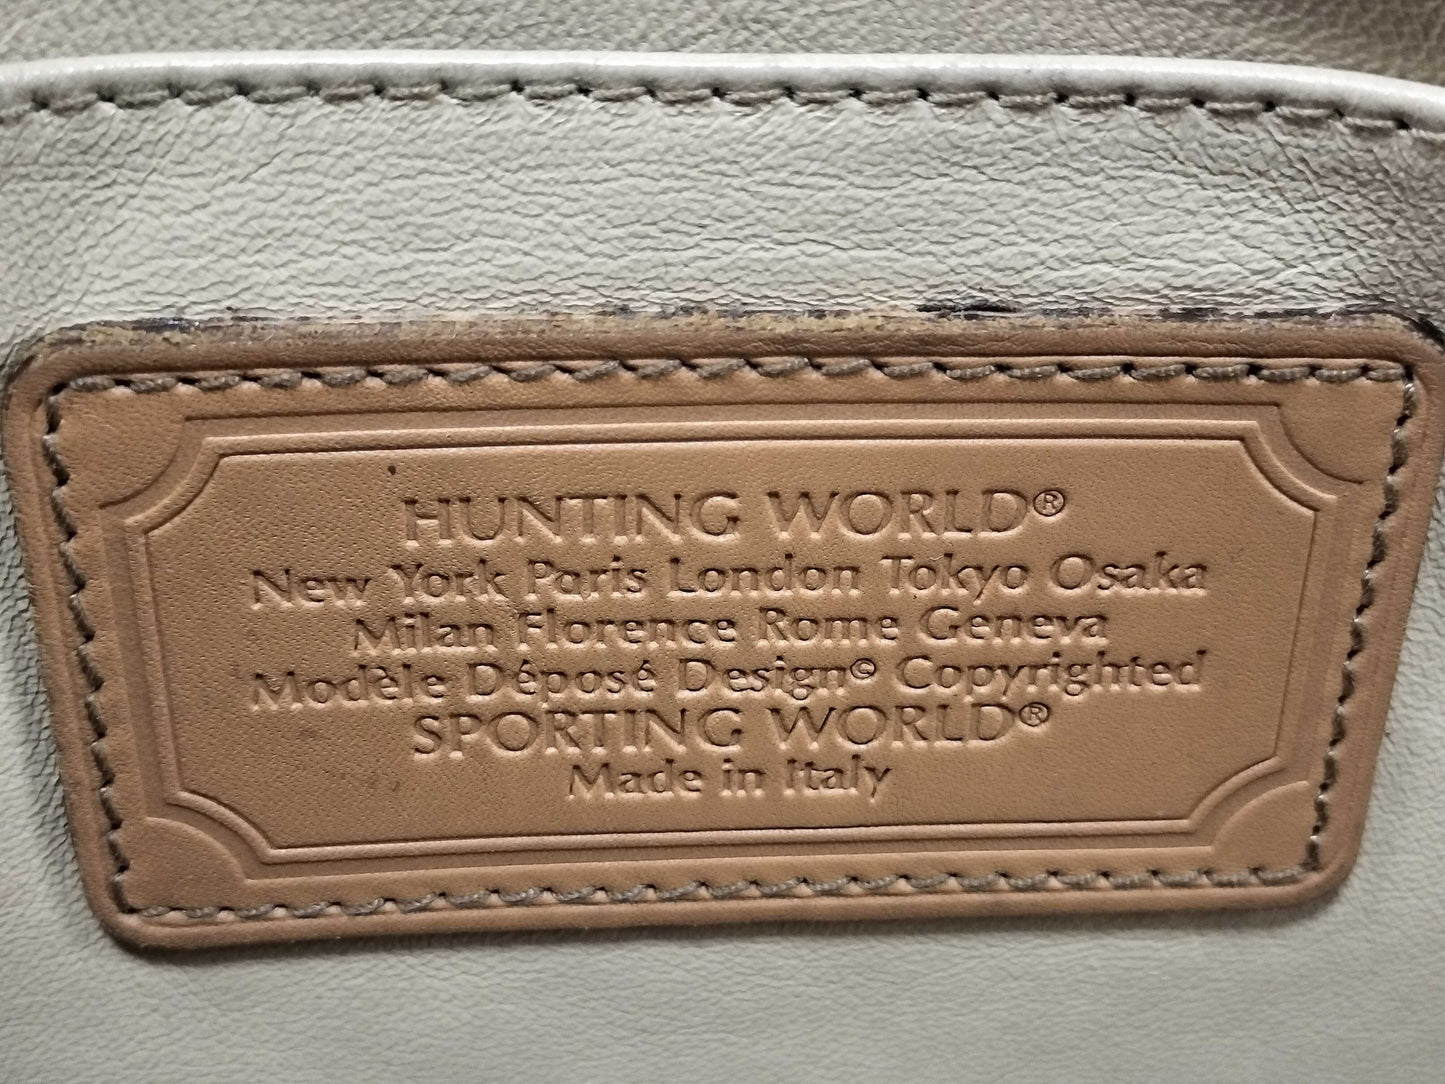 HUNTING WORLD®
New York Paris London Tokyo Osaka
Milan Florence Rome Geneva
Modèle Déposé Design© Copyrighted
SPORTING WORLD®
Made in Italy